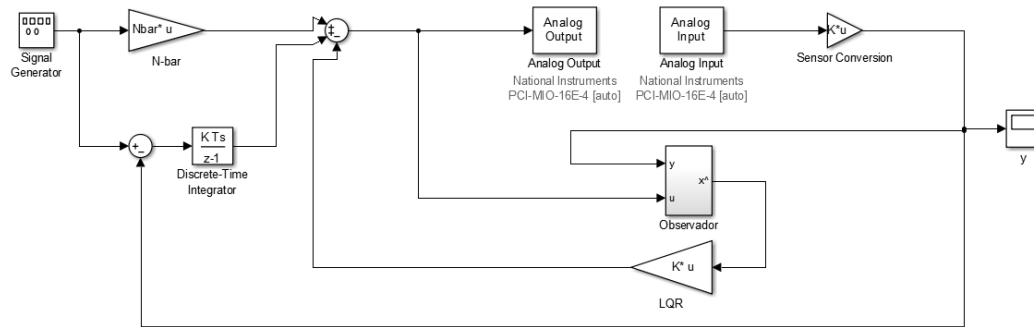 Signal
Generator
Nbar* u
N-bar
Analog
Output
Analog Output
National Instruments
PCI-MIO-16E-4 [auto]
Analog
Input
Analog Input
National Instruments
PCI-MIO-16E-4 [auto]
K*u
Sensor Conversion
y
K Ts
z-1
Discrete-Time
Integrator
y
u
x^
Observador
K* u
LQR